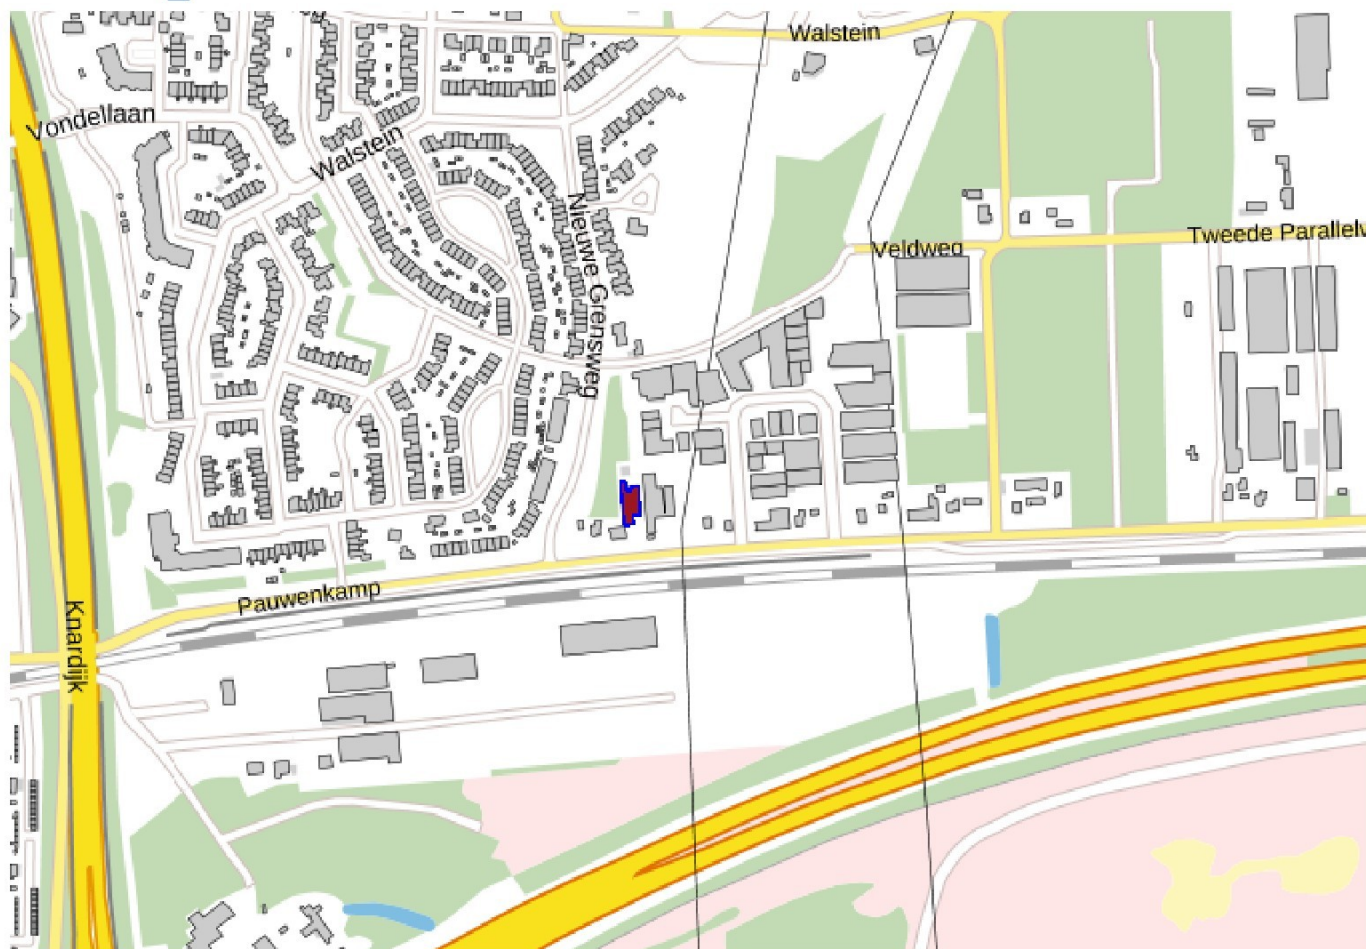 Walstein
Vondellaan
Walstein
Nieuwe Grensweg
Veldweg
Tweede Parallelw
Pauwenkamp
Knardijk